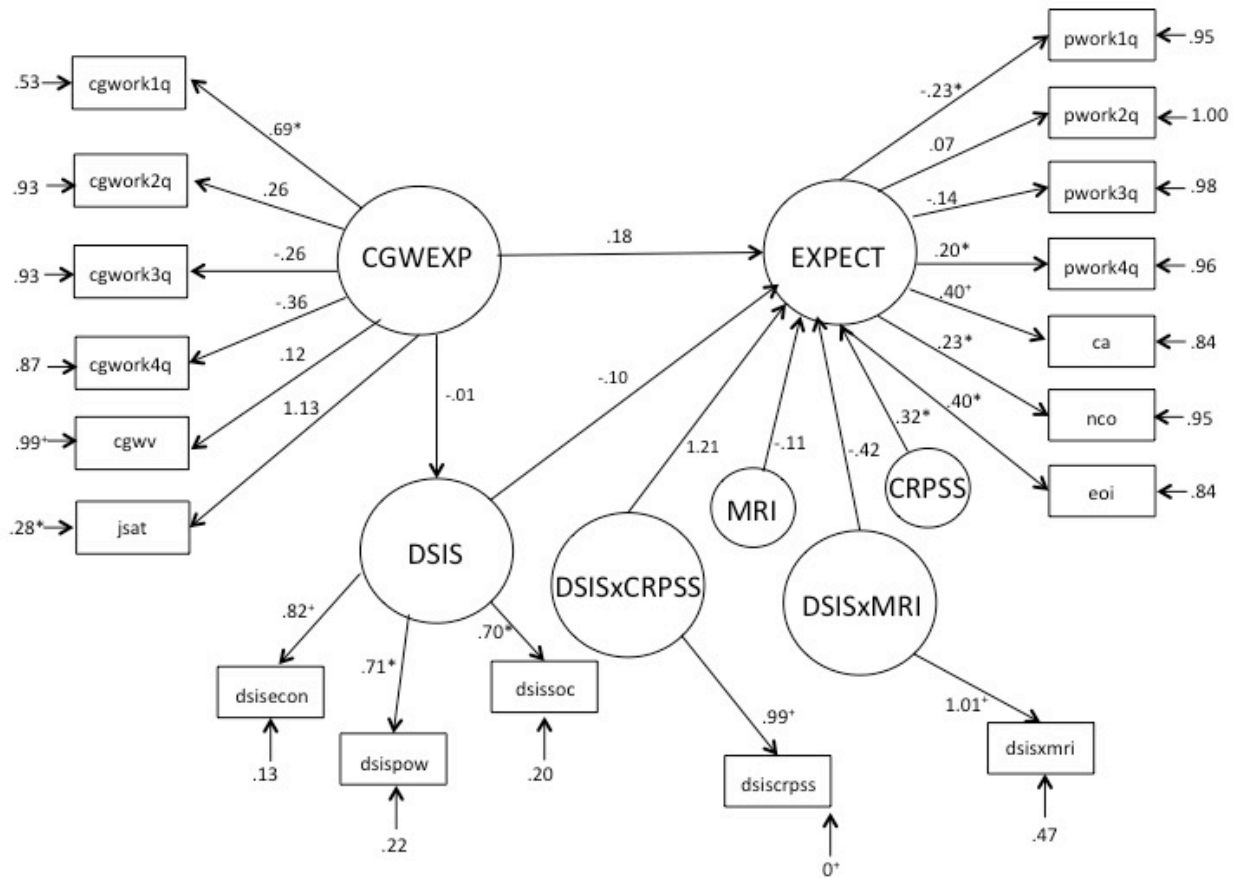 pwork1q
.95
.53
cgwork1q
-.23*
.69*
pwork2q
1.00
.07
.93
cgwork2q
.26
pwork3q
.98
-.14
CGWEXP
.18
EXPECT
.93
cgwork3q
-.26
.20*
pwork4q
.96
.40⁺
-.36
.87
cgwork4q
.12
.23*
ca
.84
-.01
-.10
1.13
.40*
.32*
nco
.95
.99⁺
cgwv
1.21
-.11
-.42
CRPSS
eoi
.84
MRI
.28*
jsat
DSIS
DSISxCRPSS
DSISxMRI
.82⁺
.70*
.71*
dsisecon
dsissoc
.99⁺
1.01⁺
dsispow
dsisxmri
.13
.20
dsiscrpss
.22
.47
0⁺